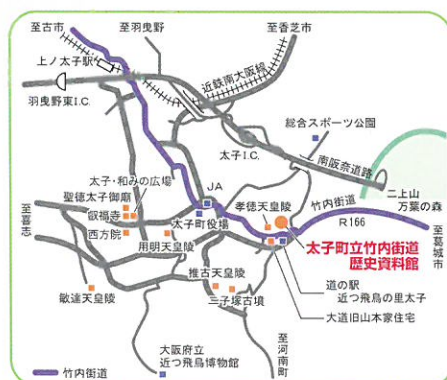 至古市
至羽曳野
至香芝市
上ノ太子駅
近鉄南大阪線
羽曳野東I.C.
総合スポーツ公園
太子I.C.
南阪奈道路
二上山
万葉の森
太子・和みの広場
聖徳太子御廟
叡福寺
西方院
JA
太子町役場
孝徳天皇陵
竹内街道
R166
至喜志
用明天皇陵
至葛城市
太子町立竹内街道
歴史資料館
道の駅
近つ飛鳥の里太子
大道旧山本家住宅
推古天皇陵
二子塚古墳
敏達天皇陵
至河南町
大阪府立
近つ飛鳥博物館
竹内街道